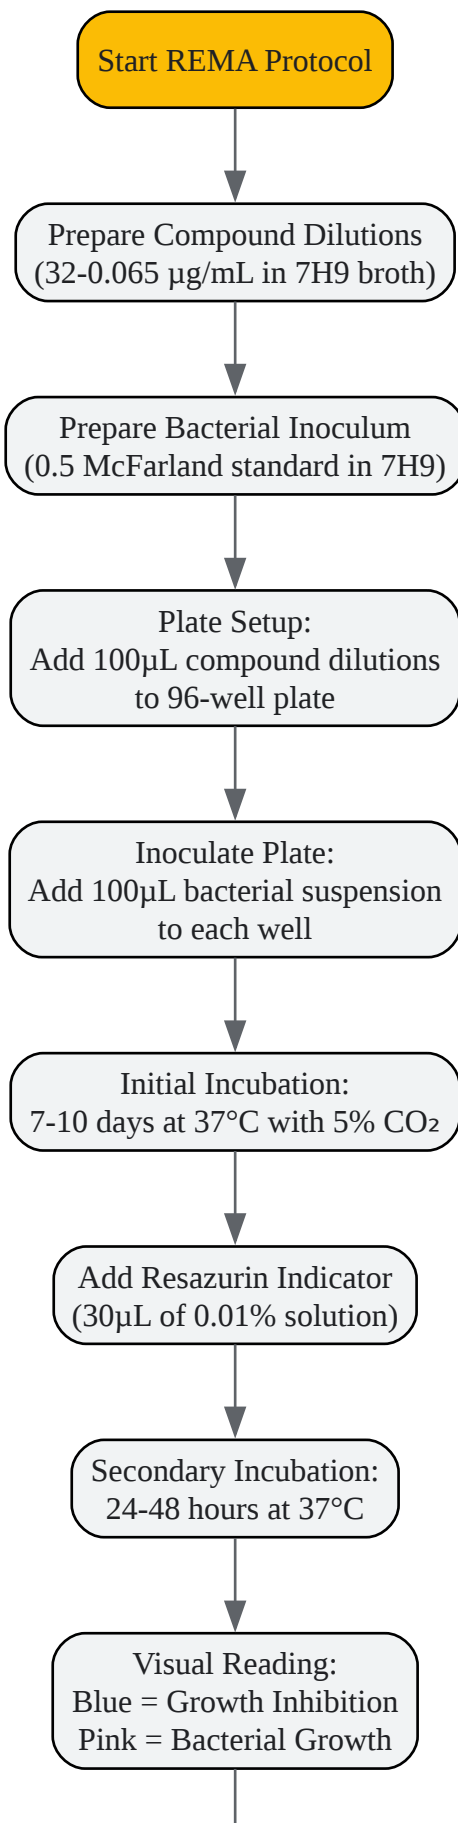 Start REMA Protocol
Prepare Compound Dilutions
(32-0.065 µg/mL in 7H9 broth)
Prepare Bacterial Inoculum
(0.5 McFarland standard in 7H9)
Plate Setup:
Add 100µL compound dilutions
to 96-well plate
Inoculate Plate:
Add 100µL bacterial suspension
to each well
Initial Incubation:
7-10 days at 37°C with 5% CO₂
Add Resazurin Indicator
(30µL of 0.01% solution)
Secondary Incubation:
24-48 hours at 37°C
Visual Reading:
Blue = Growth Inhibition
Pink = Bacterial Growth